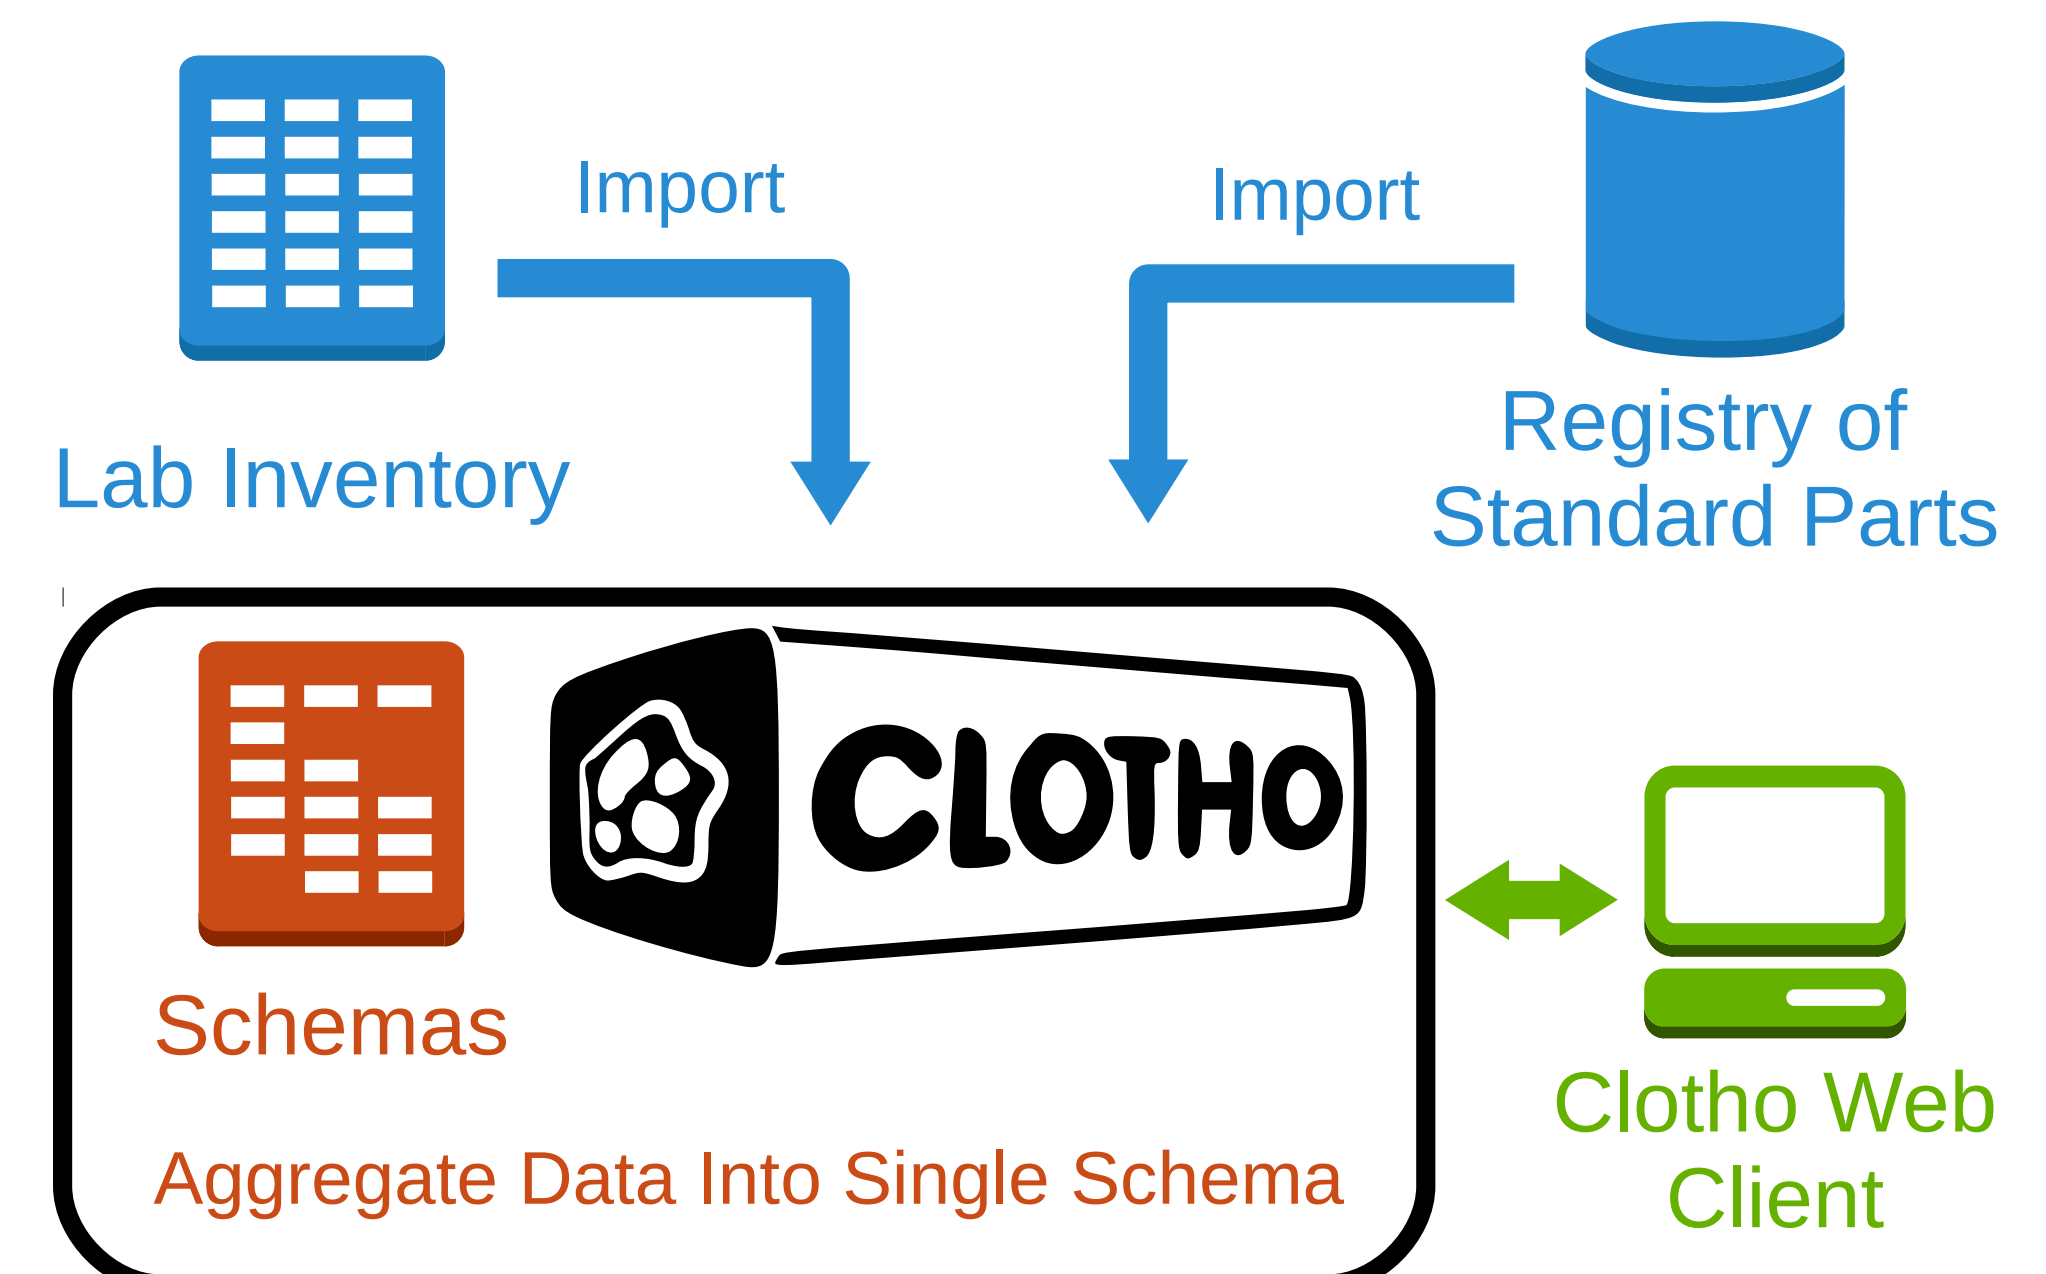 Import
Import
Lab Inventory
Registry of
Standard Parts
CLOTHO
Schemas
Aggregate Data Into Single Schema
Clotho Web
Client